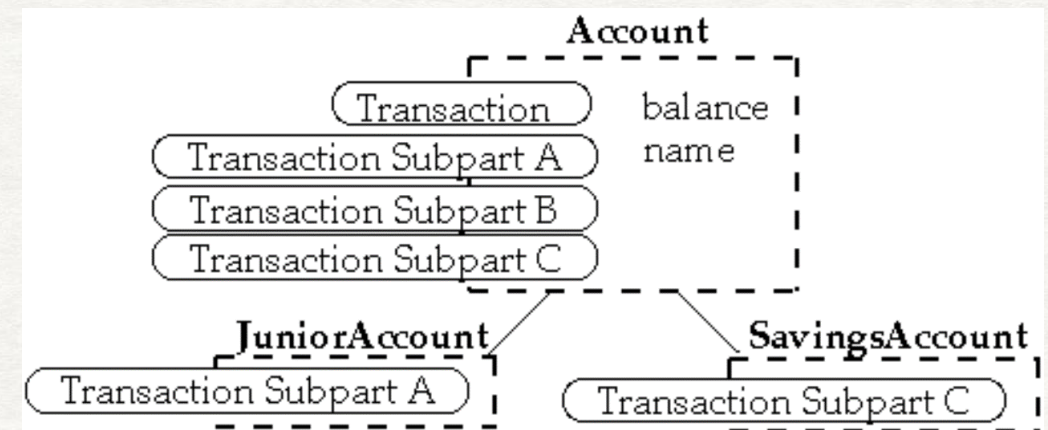 Account
Transaction
balance
name
Transaction Subpart A
Transaction Subpart B
Transaction Subpart C
JuniorAccount
SavingsAccount
Transaction Subpart A
Transaction Subpart C